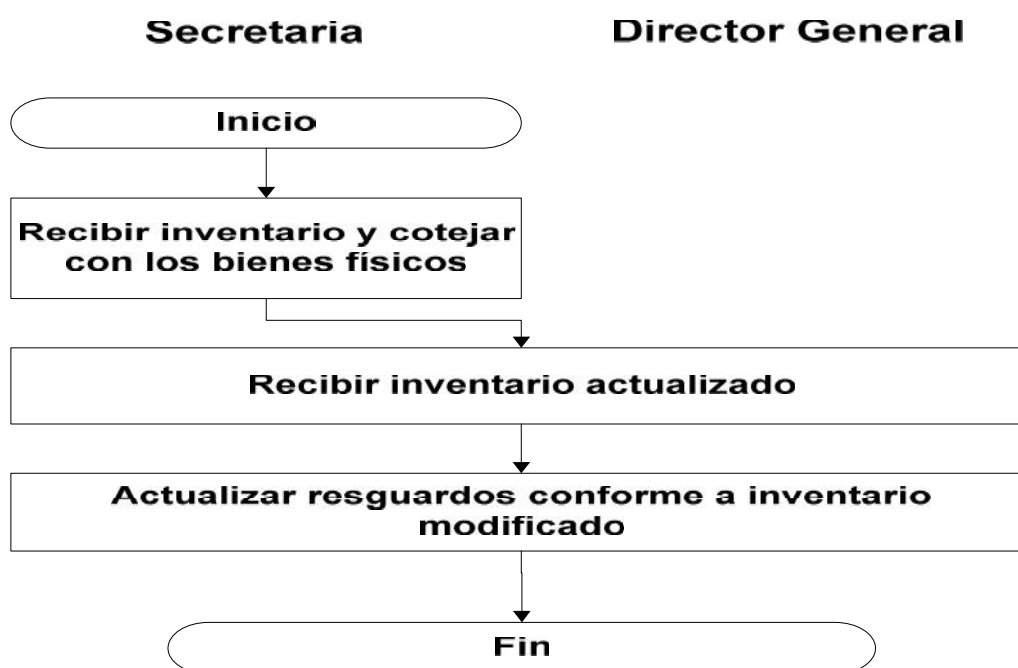 Secretaria
Director General
Inicio
Recibir inventario y cotejar
con los bienes físicos
Recibir inventario actualizado
Actualizar resguardos conforme a inventario
modificado
Fin